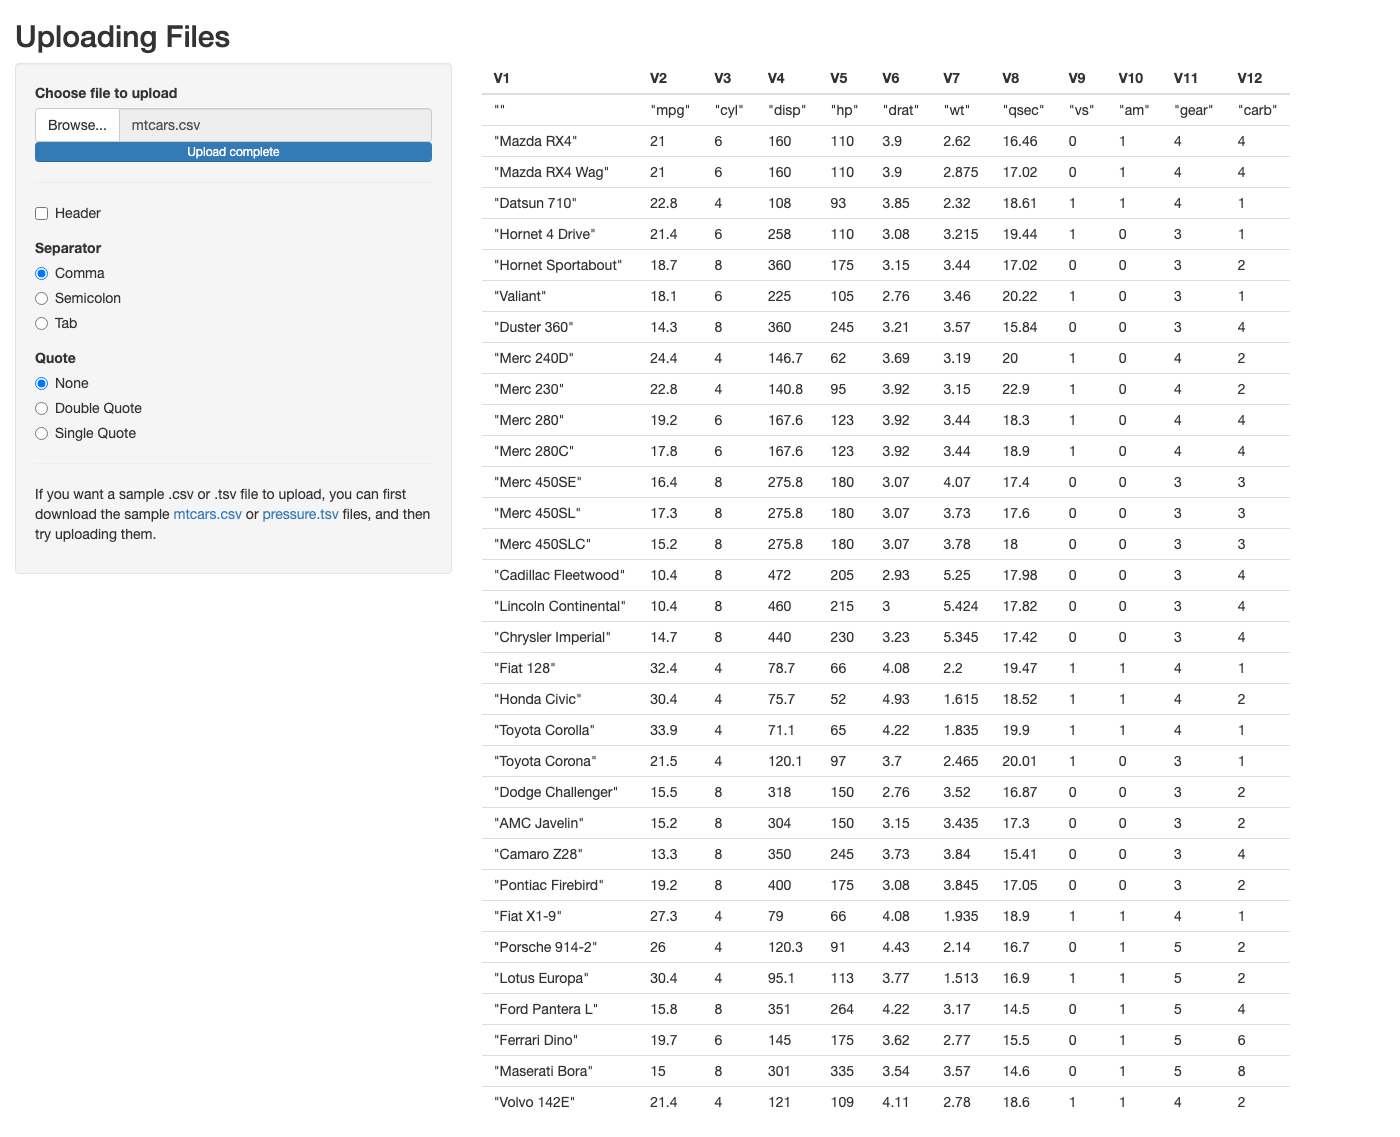 Uploading Files
Choose file to upload
Browse... mtcars.csv
Upload complete
Header
Separator
Comma
Semicolon
Tab
Quote
None
Double Quote
Single Quote
If you want a sample .csv or .tsv file to upload, you can first
download the sample mtcars.csv or pressure.tsv files, and then
try uploading them.
V1 V2 V3 V4 V5 V6 V7 V8 V9 V10 V11 V12
"" "mpg" "cyl" "disp" "hp" "drat" "wt" "qsec" "vs" "am" "gear" "carb"
"Mazda RX4" 21 6 160 110 3.9 2.62 16.46 0 1 4 4
"Mazda RX4 Wag" 21 6 160 110 3.9 2.875 17.02 0 1 4 4
"Datsun 710" 22.8 4 108 93 3.85 2.32 18.61 1 1 4 1
"Hornet 4 Drive" 21.4 6 258 110 3.08 3.215 19.44 1 0 3 1
"Hornet Sportabout" 18.7 8 360 175 3.15 3.44 17.02 0 0 3 2
"Valiant" 18.1 6 225 105 2.76 3.46 20.22 1 0 3 1
"Duster 360" 14.3 8 360 245 3.21 3.57 15.84 0 0 3 4
"Merc 240D" 24.4 4 146.7 62 3.69 3.19 20 1 0 4 2
"Merc 230" 22.8 4 140.8 95 3.92 3.15 22.9 1 0 4 2
"Merc 280" 19.2 6 167.6 123 3.92 3.44 18.3 1 0 4 4
"Merc 280C" 17.8 6 167.6 123 3.92 3.44 18.9 1 0 4 4
"Merc 450SE" 16.4 8 275.8 180 3.07 4.07 17.4 0 0 3 3
"Merc 450SL" 17.3 8 275.8 180 3.07 3.73 17.6 0 0 3 3
"Merc 450SLC" 15.2 8 275.8 180 3.07 3.78 18 0 0 3 3
"Cadillac Fleetwood" 10.4 8 472 205 2.93 5.25 17.98 0 0 3 4
"Lincoln Continental" 10.4 8 460 215 3 5.424 17.82 0 0 3 4
"Chrysler Imperial" 14.7 8 440 230 3.23 5.345 17.42 0 0 3 4
"Fiat 128" 32.4 4 78.7 66 4.08 2.2 19.47 1 1 4 1
"Honda Civic" 30.4 4 75.7 52 4.93 1.615 18.52 1 1 4 2
"Toyota Corolla" 33.9 4 71.1 65 4.22 1.835 19.9 1 1 4 1
"Toyota Corona" 21.5 4 120.1 97 3.7 2.465 20.01 1 0 3 1
"Dodge Challenger" 15.5 8 318 150 2.76 3.52 16.87 0 0 3 2
"AMC Javelin" 15.2 8 304 150 3.15 3.435 17.3 0 0 3 2
"Camaro Z28" 13.3 8 350 245 3.73 3.84 15.41 0 0 3 4
"Pontiac Firebird" 19.2 8 400 175 3.08 3.845 17.05 0 0 3 2
"Fiat X1-9" 27.3 4 79 66 4.08 1.935 18.9 1 1 4 1
"Porsche 914-2" 26 4 120.3 91 4.43 2.14 16.7 0 1 5 2
"Lotus Europa" 30.4 4 95.1 113 3.77 1.513 16.9 1 1 5 2
"Ford Pantera L" 15.8 8 351 264 4.22 3.17 14.5 0 1 5 4
"Ferrari Dino" 19.7 6 145 175 3.62 2.77 15.5 0 1 5 6
"Maserati Bora" 15 8 301 335 3.54 3.57 14.6 0 1 5 8
"Volvo 142E" 21.4 4 121 109 4.11 2.78 18.6 1 1 4 2